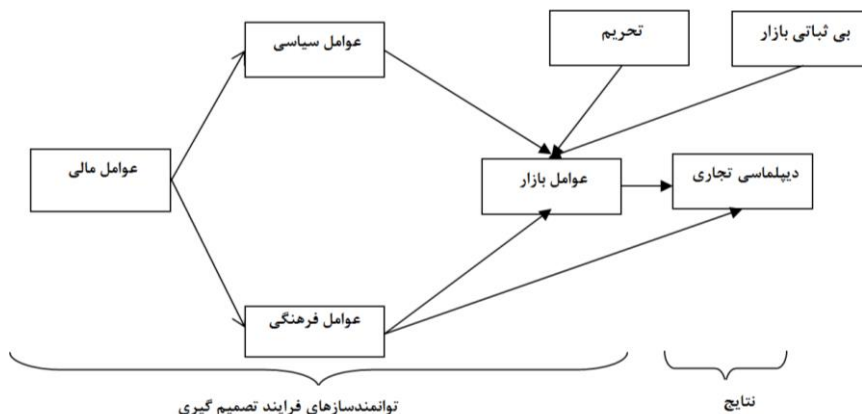 بی ثباتی بازار
تحریم
عوامل سیاسی
دیپلماسی تجاری
عوامل بازار
عوامل مالی
عوامل فرهنگی
نتایج
توانمندسازهای فرایند تصمیم گیری